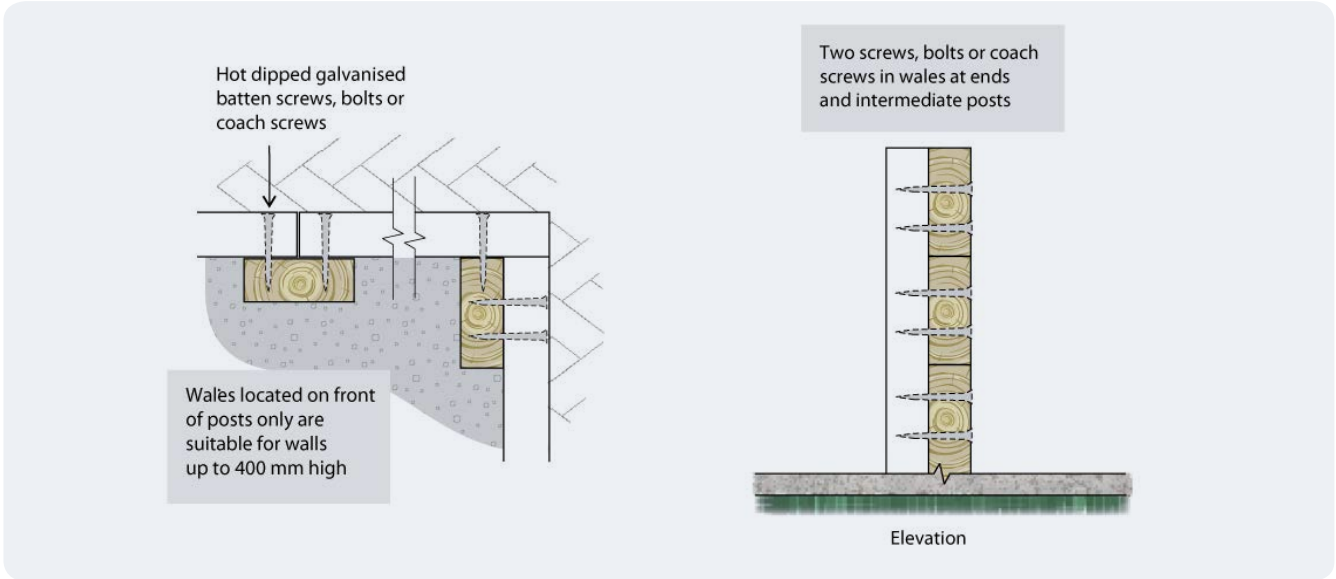 Hot dipped galvanised
batten screws, bolts or
coach screws
Two screws, bolts or coach
screws in wales at ends
and intermediate posts
Wales located on front
of posts only are
suitable for walls
up to 400 mm high
Elevation